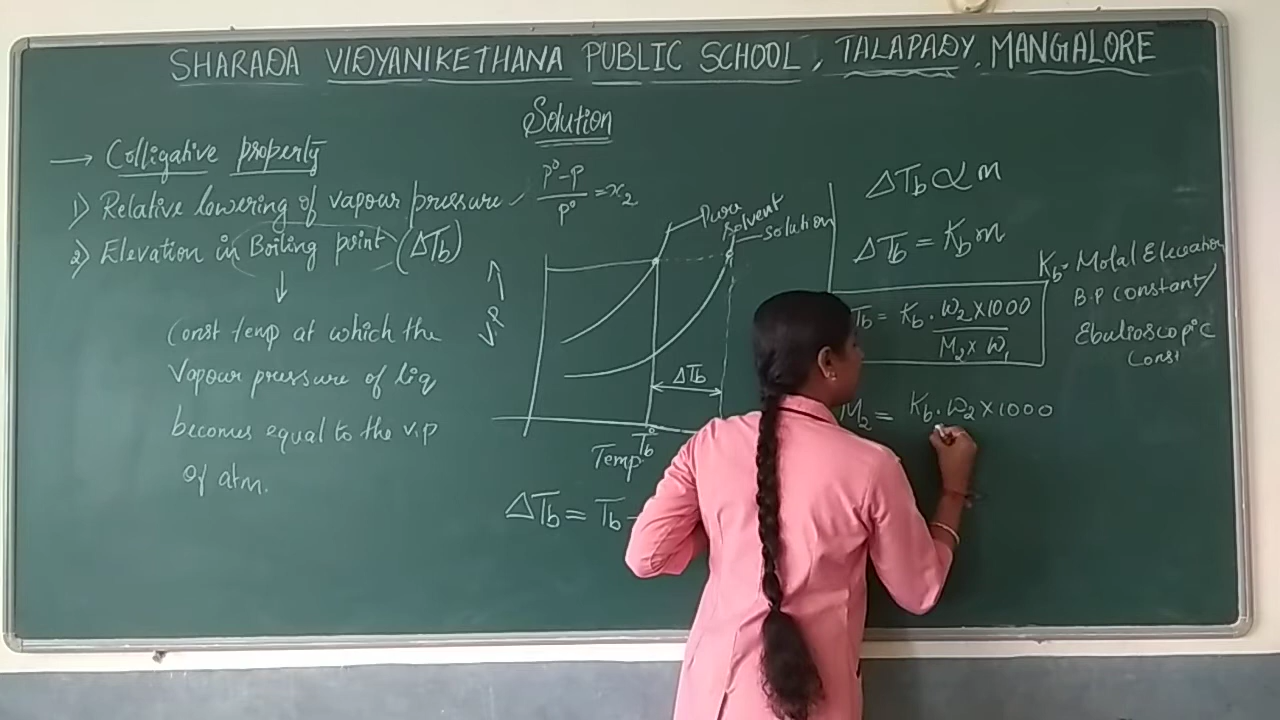 SHARADA VIDYANIKETHANA PUBLIC SCHOOL, TALAPADY, MANGALORE
Solution
→ Colligative property
1) Relative lowering of vapour pressure
P° - P / P° = x₂
2) Elevation in Boiling point (ΔTb)
↓
Const temp at which the
Vapour pressure of liq
becomes equal to the v.p
of atm.
Pure
solvent
solution
V.P →
ΔTb
Tb°
Temp
ΔTb = Tb -
ΔTb ∝ m
ΔTb = Kb m
Kb = Molal Elevation
B.P constant/
Ebulioscopic
Const
Tb = Kb . W₂ × 1000 / M₂ × W₁
M₂ = Kb . W₂ × 1000